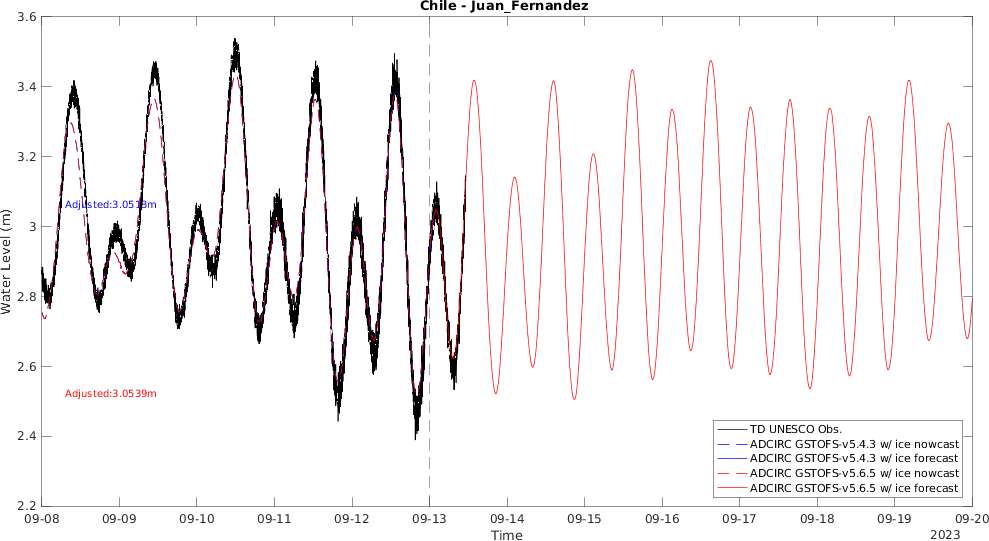 Chile - Juan_Fernandez
3.6
3.4
3.2
3
2.8
2.6
2.4
2.2
Water Level (m)
Adjusted:3.0513m
Adjusted:3.0539m
TD UNESCO Obs.
ADCIRC GSTOFS-v5.4.3 w/ ice nowcast
ADCIRC GSTOFS-v5.4.3 w/ ice forecast
ADCIRC GSTOFS-v5.6.5 w/ ice nowcast
ADCIRC GSTOFS-v5.6.5 w/ ice forecast
09-08 09-09 09-10 09-11 09-12 09-13 09-14 09-15 09-16 09-17 09-18 09-19 09-20
Time
2023